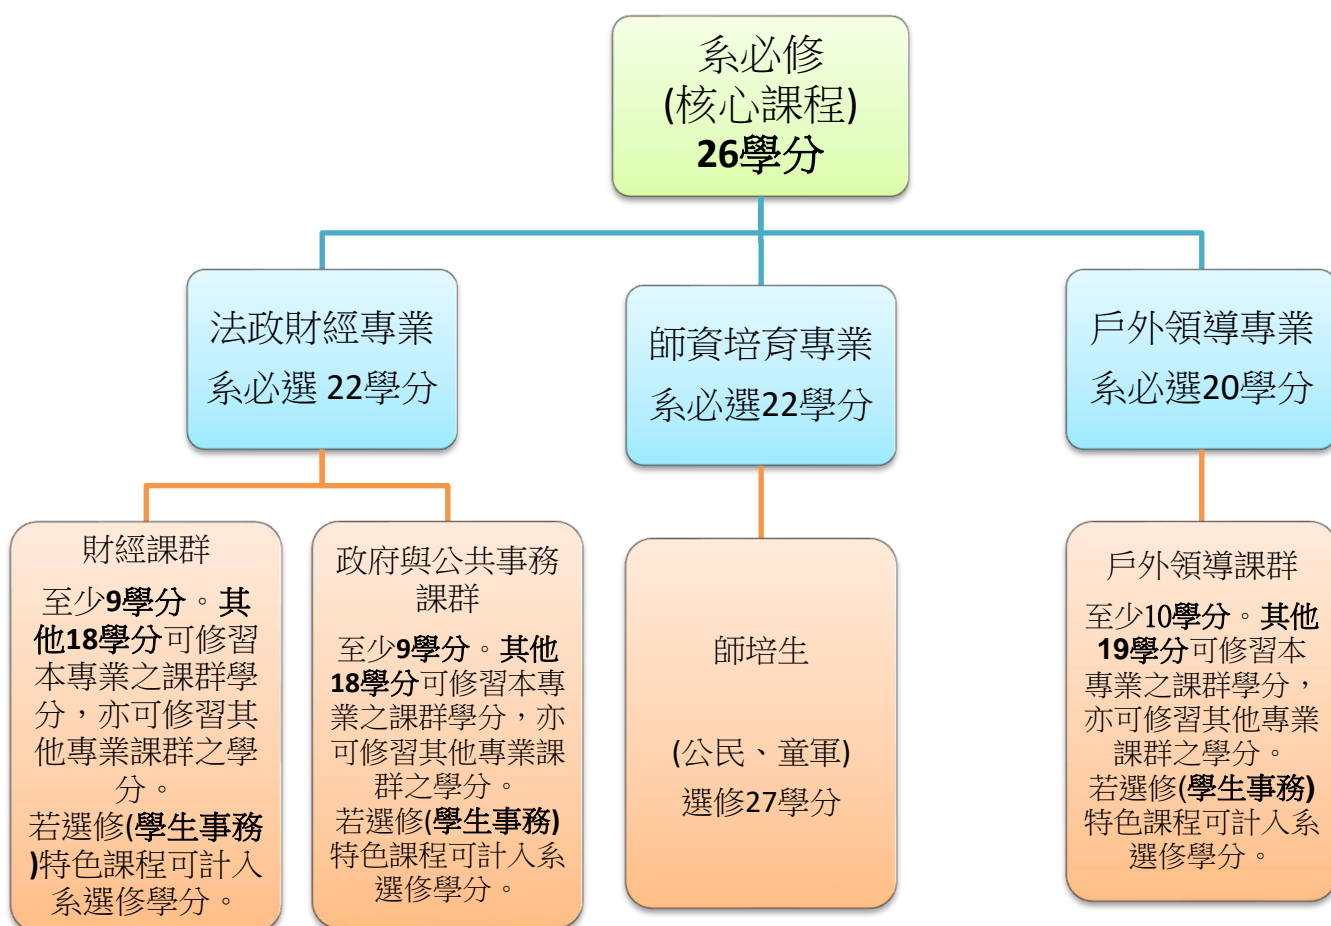 系必修
(核心課程)
26學分
法政財經專業
系必選 22學分
師資培育專業
系必選22學分
戶外領導專業
系必選20學分
財經課群
至少9學分。其
他18學分可修習
本專業之課群學
分，亦可修習其
他專業課群之學
分。
若選修(學生事務
)特色課程可計入
系選修學分。
政府與公共事務
課群
至少9學分。其他
18學分可修習本專
業之課群學分，亦
可修習其他專業課
群之學分。
若選修(學生事務)
特色課程可計入系
選修學分。
師培生
(公民、童軍)
選修27學分
戶外領導課群
至少10學分。其他
19學分可修習本
專業之課群學分，
亦可修習其他專業
課群之學分。
若選修(學生事務)
特色課程可計入系
選修學分。